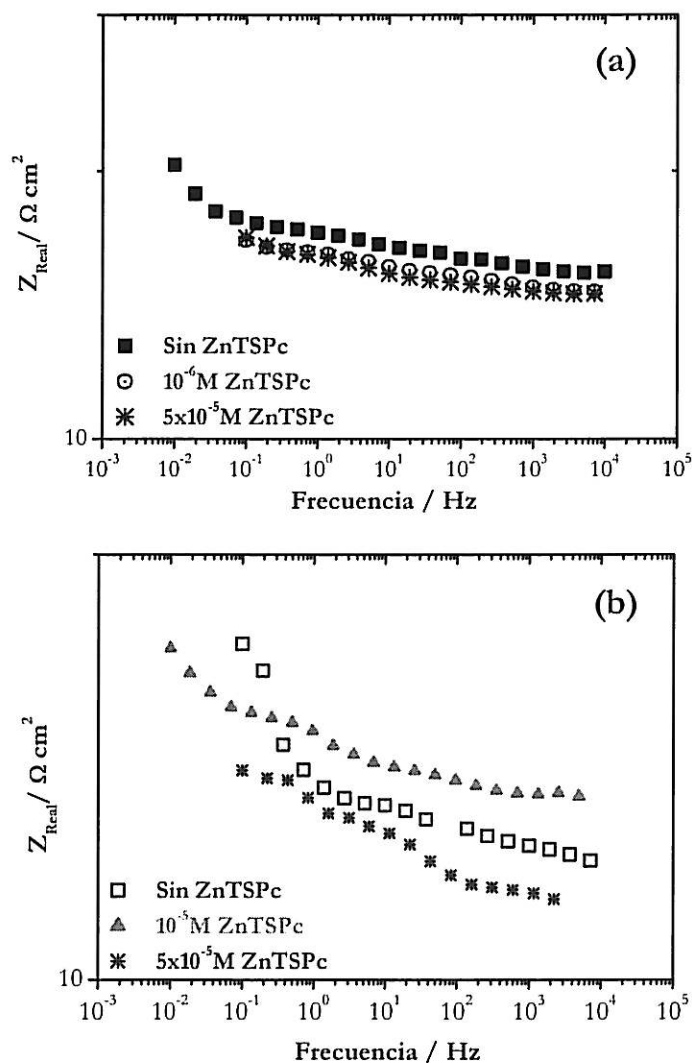 (a)
Z_Real / Ω cm²
Sin ZnTSPc
10⁻⁶M ZnTSPc
5x10⁻⁵M ZnTSPc
10
10⁻³ 10⁻² 10⁻¹ 10⁰ 10¹ 10² 10³ 10⁴ 10⁵
Frecuencia / Hz
(b)
Z_Real / Ω cm²
Sin ZnTSPc
10⁻⁵M ZnTSPc
5x10⁻⁵M ZnTSPc
10
10⁻³ 10⁻² 10⁻¹ 10⁰ 10¹ 10² 10³ 10⁴ 10⁵
Frecuencia / Hz